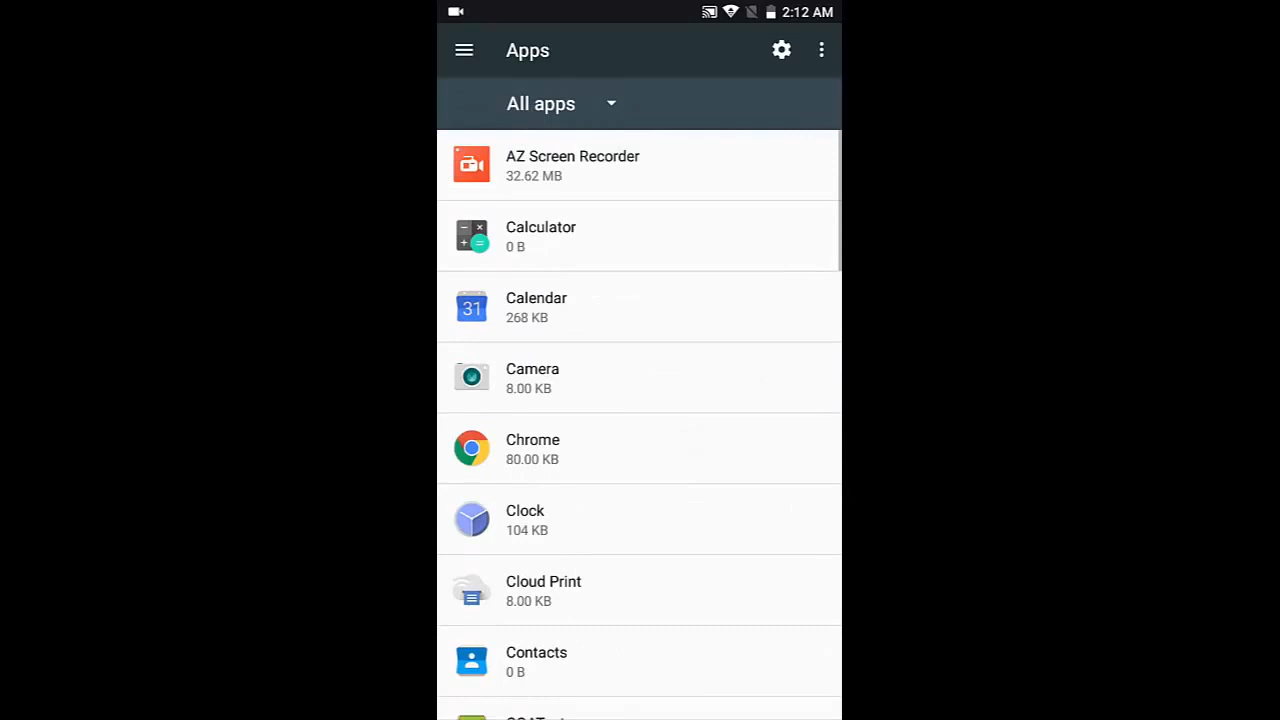 2:12 AM
Apps
All apps
AZ Screen Recorder
32.62 MB
Calculator
0 B
Calendar
31
268 KB
Camera
8.00 KB
Chrome
80.00 KB
Clock
104 KB
Cloud Print
8.00 KB
Contacts
0 B